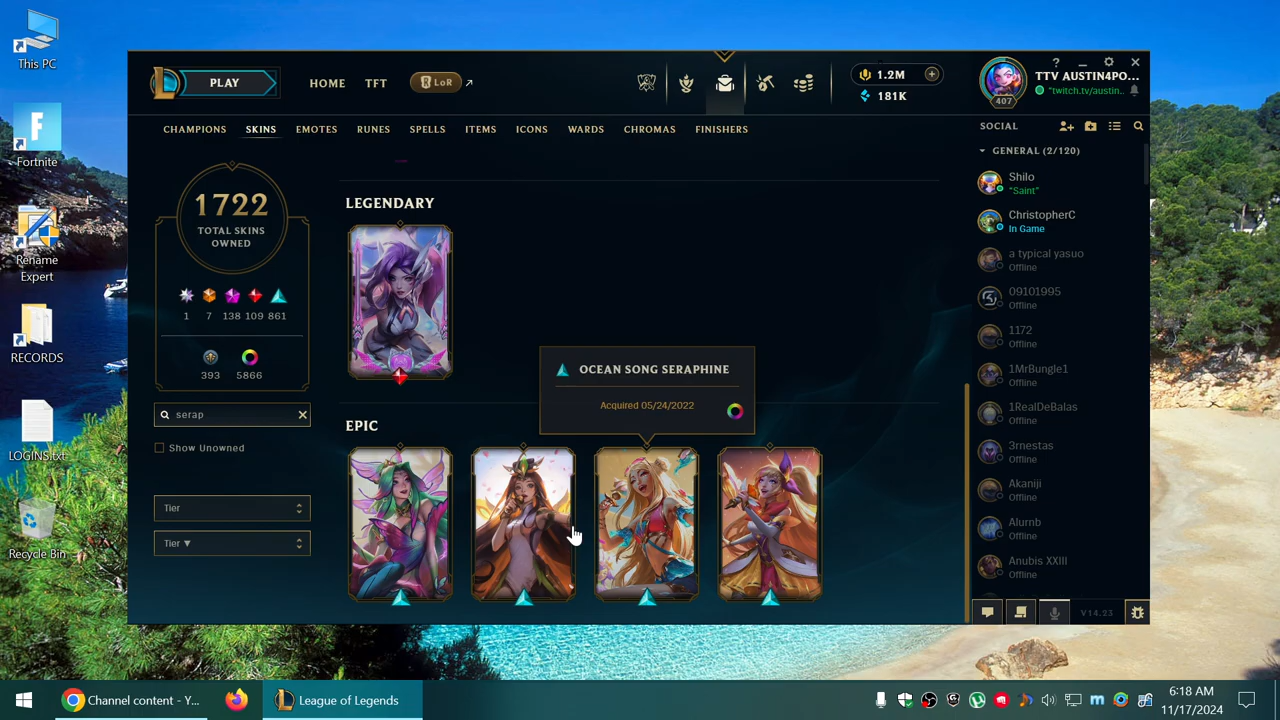 This PC
Fortnite
Rename
Expert
RECORDS
LOGINS.txt
Recycle Bin
PLAY
HOME
TFT
LoR
1.2M
181K
TTV AUSTIN4PO...
"twitch.tv/austin..
407
CHAMPIONS
SKINS
EMOTES
RUNES
SPELLS
ITEMS
ICONS
WARDS
CHROMAS
FINISHERS
1722
TOTAL SKINS
OWNED
1 7 138 109 861
393 5866
serap
Show Unowned
Tier
Tier ▼
LEGENDARY
EPIC
OCEAN SONG SERAPHINE
Acquired 05/24/2022
SOCIAL
GENERAL (2/120)
Shilo
"Saint"
ChristopherC
In Game
a typical yasuo
Offline
09101995
Offline
1172
Offline
1MrBungle1
Offline
1RealDeBalas
Offline
3rnestas
Offline
Akaniji
Offline
Alurnb
Offline
Anubis XXIII
Offline
V14.23
Channel content - Y...
League of Legends
6:18 AM
11/17/2024